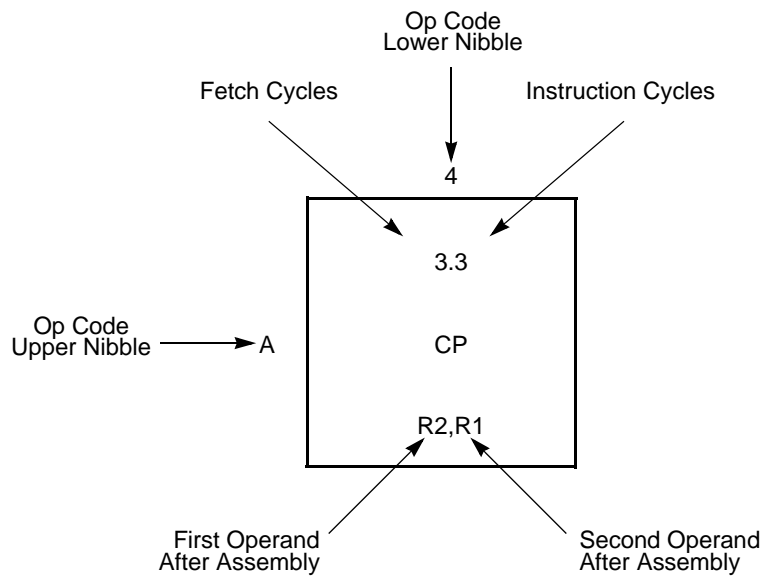 Op Code
Lower Nibble
Fetch Cycles
Instruction Cycles
4
3.3
Op Code
Upper Nibble
A
CP
R2,R1
First Operand
After Assembly
Second Operand
After Assembly